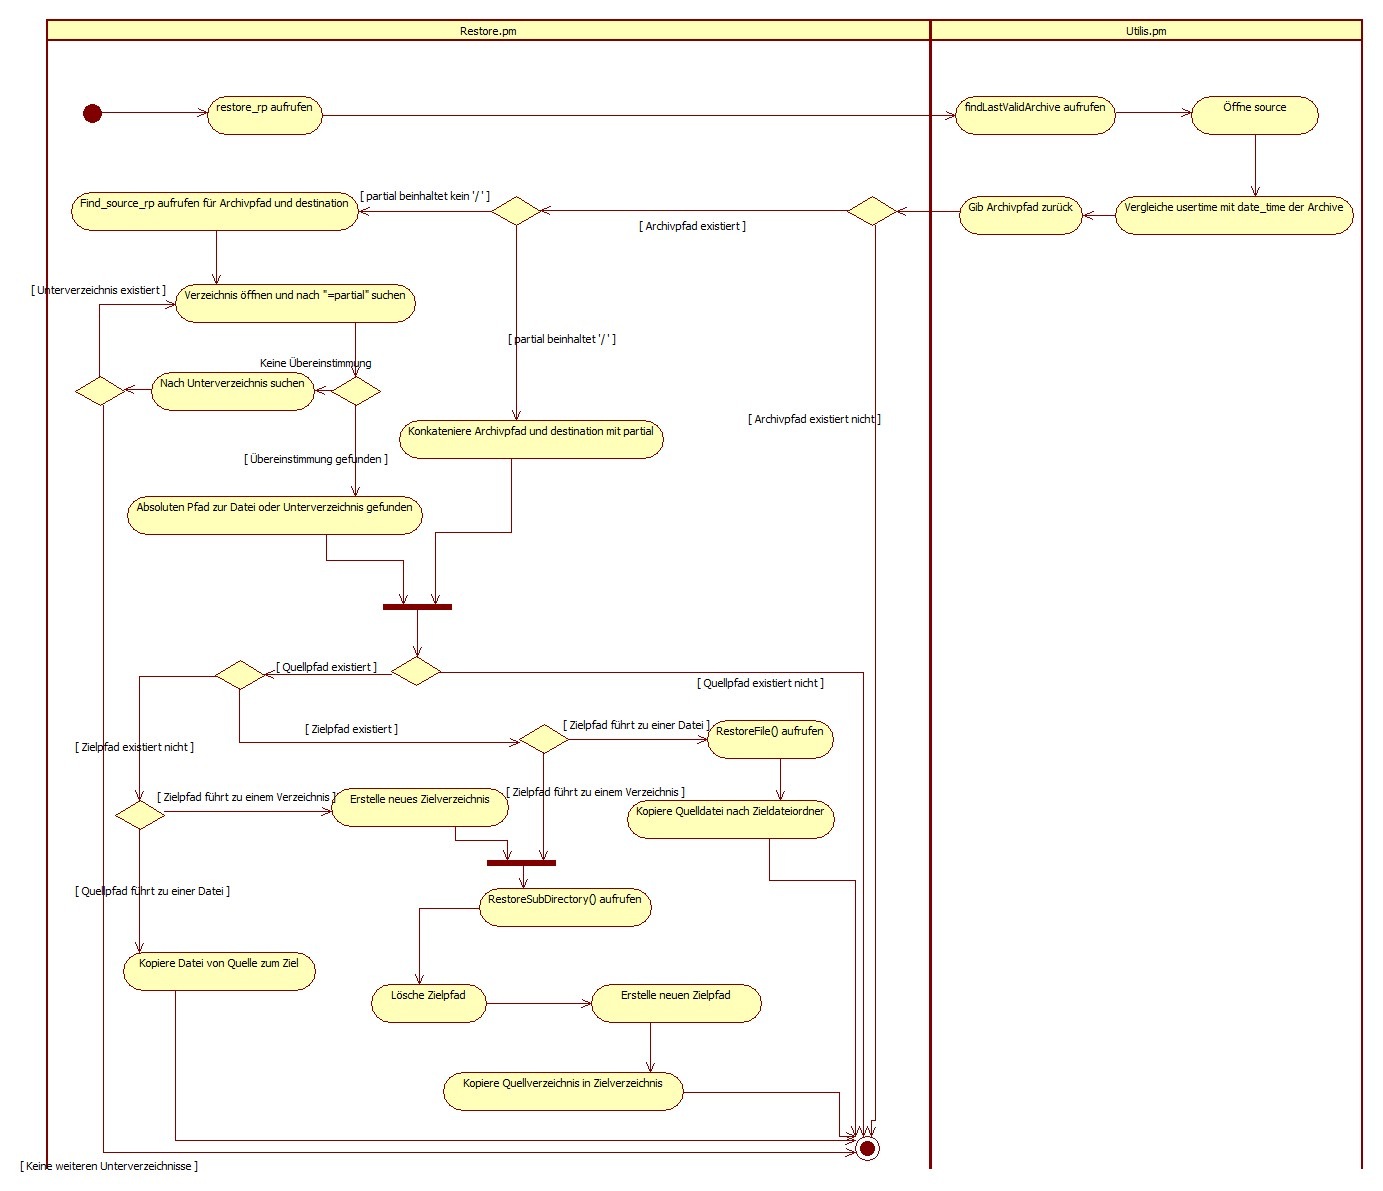 Restore.pm
Utilis.pm
restore_rp aufrufen
findLastValidArchive aufrufen
Öffne source
[ partial beinhaltet kein '/' ]
Find_source_rp aufrufen für Archivpfad und destination
[ Archivpfad existiert ]
Gib Archivpfad zurück
Vergleiche usertime mit date_time der Archive
[ Unterverzeichnis existiert ]
Verzeichnis öffnen und nach "=partial" suchen
[ partial beinhaltet '/' ]
Keine Übereinstimmung
Nach Unterverzeichnis suchen
[ Archivpfad existiert nicht ]
Konkateniere Archivpfad und destination mit partial
[ Übereinstimmung gefunden ]
Absoluten Pfad zur Datei oder Unterverzeichnis gefunden
[ Quellpfad existiert ]
[ Quellpfad existiert nicht ]
[ Zielpfad existiert ]
[ Zielpfad führt zu einer Datei ]
RestoreFile() aufrufen
[ Zielpfad existiert nicht ]
[ Zielpfad führt zu einem Verzeichnis ]
Erstelle neues Zielverzeichnis
[ Zielpfad führt zu einem Verzeichnis ]
Kopiere Quelldatei nach Zieldateiordner
[ Quellpfad führt zu einer Datei ]
RestoreSubDirectory() aufrufen
Kopiere Datei von Quelle zum Ziel
Lösche Zielpfad
Erstelle neuen Zielpfad
Kopiere Quellverzeichnis in Zielverzeichnis
[ Keine weiteren Unterverzeichnisse ]